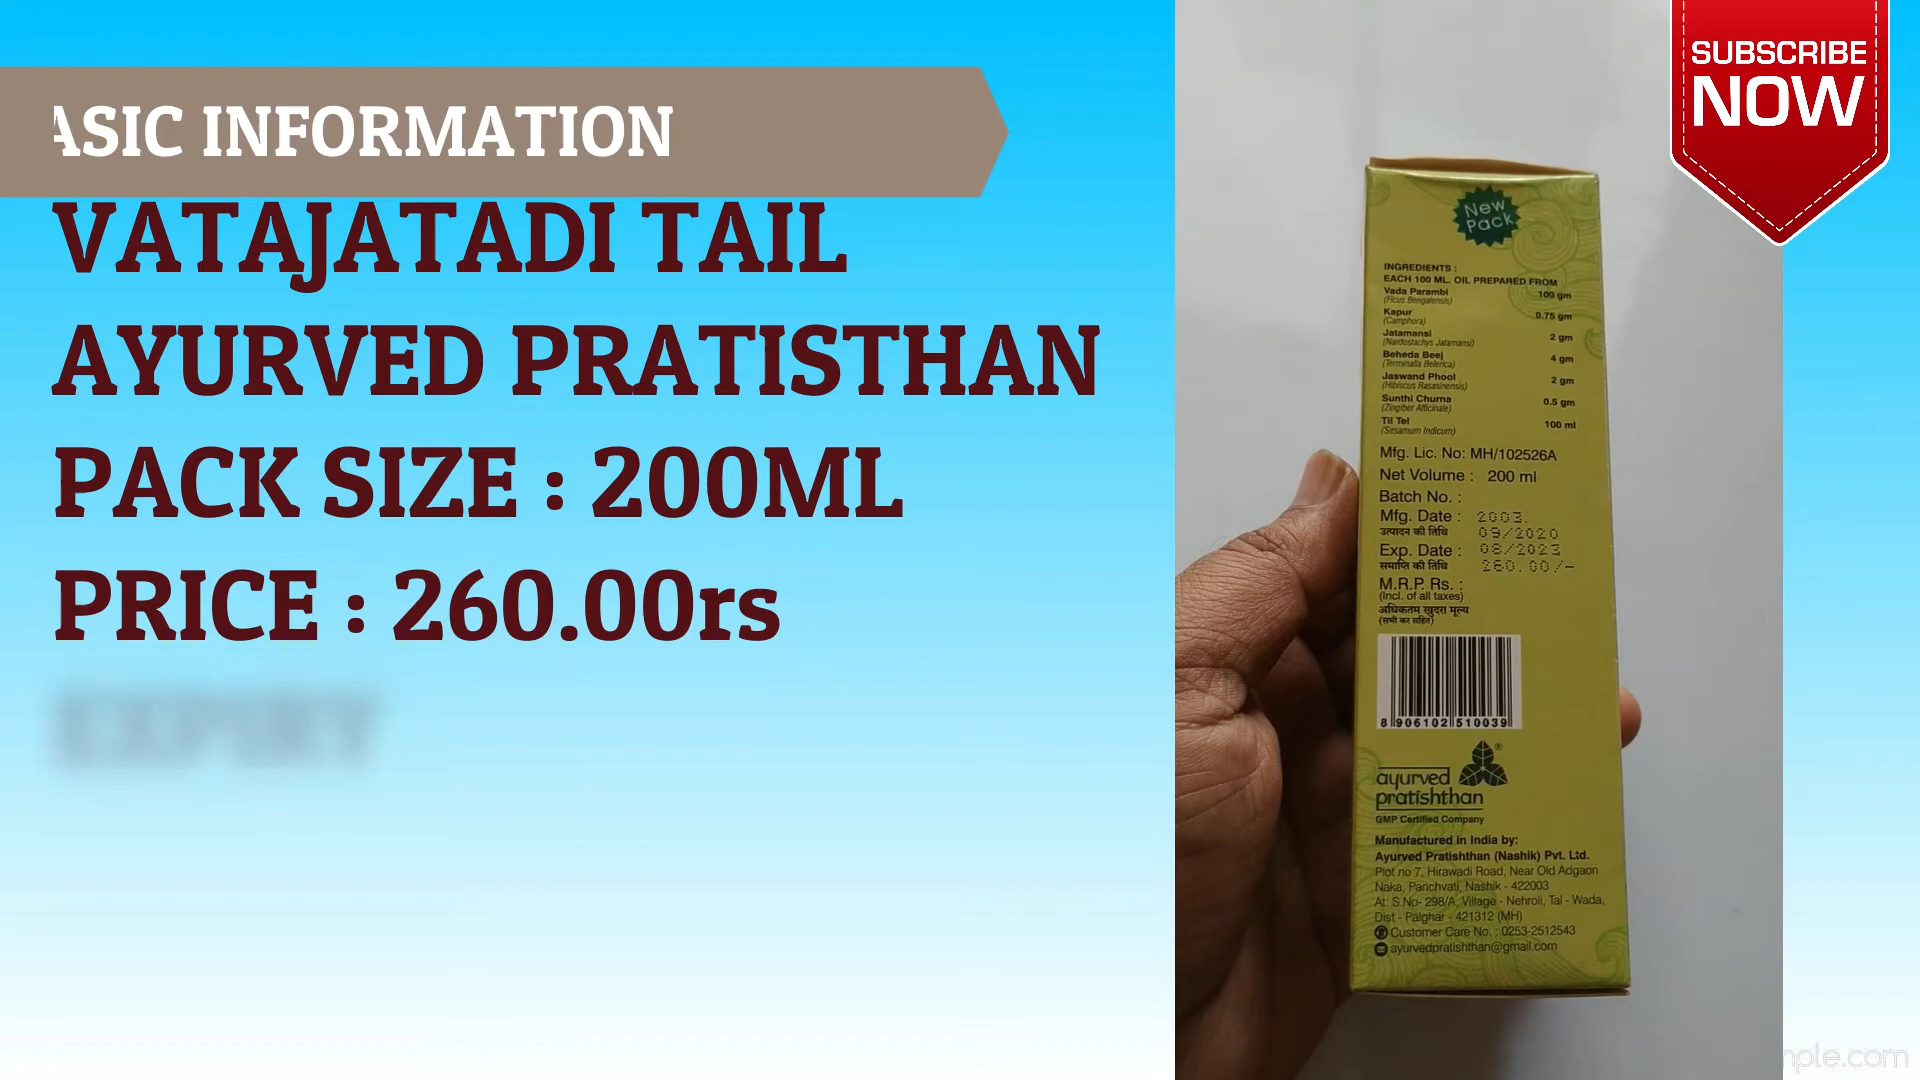 ASIC INFORMATION
VATAJATADI TAIL
AYURVED PRATISTHAN
PACK SIZE : 200ML
PRICE : 260.00rs
EXPIRY
SUBSCRIBE
NOW
New
Pack
INGREDIENTS :
EACH 100 ML. OIL PREPARED FROM
Vada Parambi 100 gm
(Ficus Bengalensis)
Kapur 0.75 gm
(Camphora)
Jatamansi 2 gm
(Nardostachys Jatamansi)
Beheda Beej 4 gm
(Terminalia Belerica)
Jaswand Phool 2 gm
(Hibiscus Rasasinensis)
Sunthi Churna 0.5 gm
(Zingiber Afficinale)
Til Tel 100 ml
(Sesamum Indicum)
Mfg. Lic. No: MH/102526A
Net Volume : 200 ml
Batch No. :
Mfg. Date : 2003.
उत्पादन की तिथि 09/2020
Exp. Date : 08/2023
समाप्ति की तिथि 260.00/-
M.R.P. Rs. :
(Incl. of all taxes)
अधिकतम खुदरा मूल्य
(सभी कर सहित)
8 906102 510039
ayurved
pratishthan
GMP Certified Company
Manufactured in India by:
Ayurved Pratishthan (Nashik) Pvt. Ltd.
Plot no 7, Hirawadi Road, Near Old Adgaon
Naka, Panchvati, Nashik - 422003
At: S.No- 298/A, Village - Nehroli, Tal - Wada,
Dist - Palghar - 421312 (MH)
Customer Care No. : 0253-2512543
ayurvedpratishthan@gmail.com
mple.com